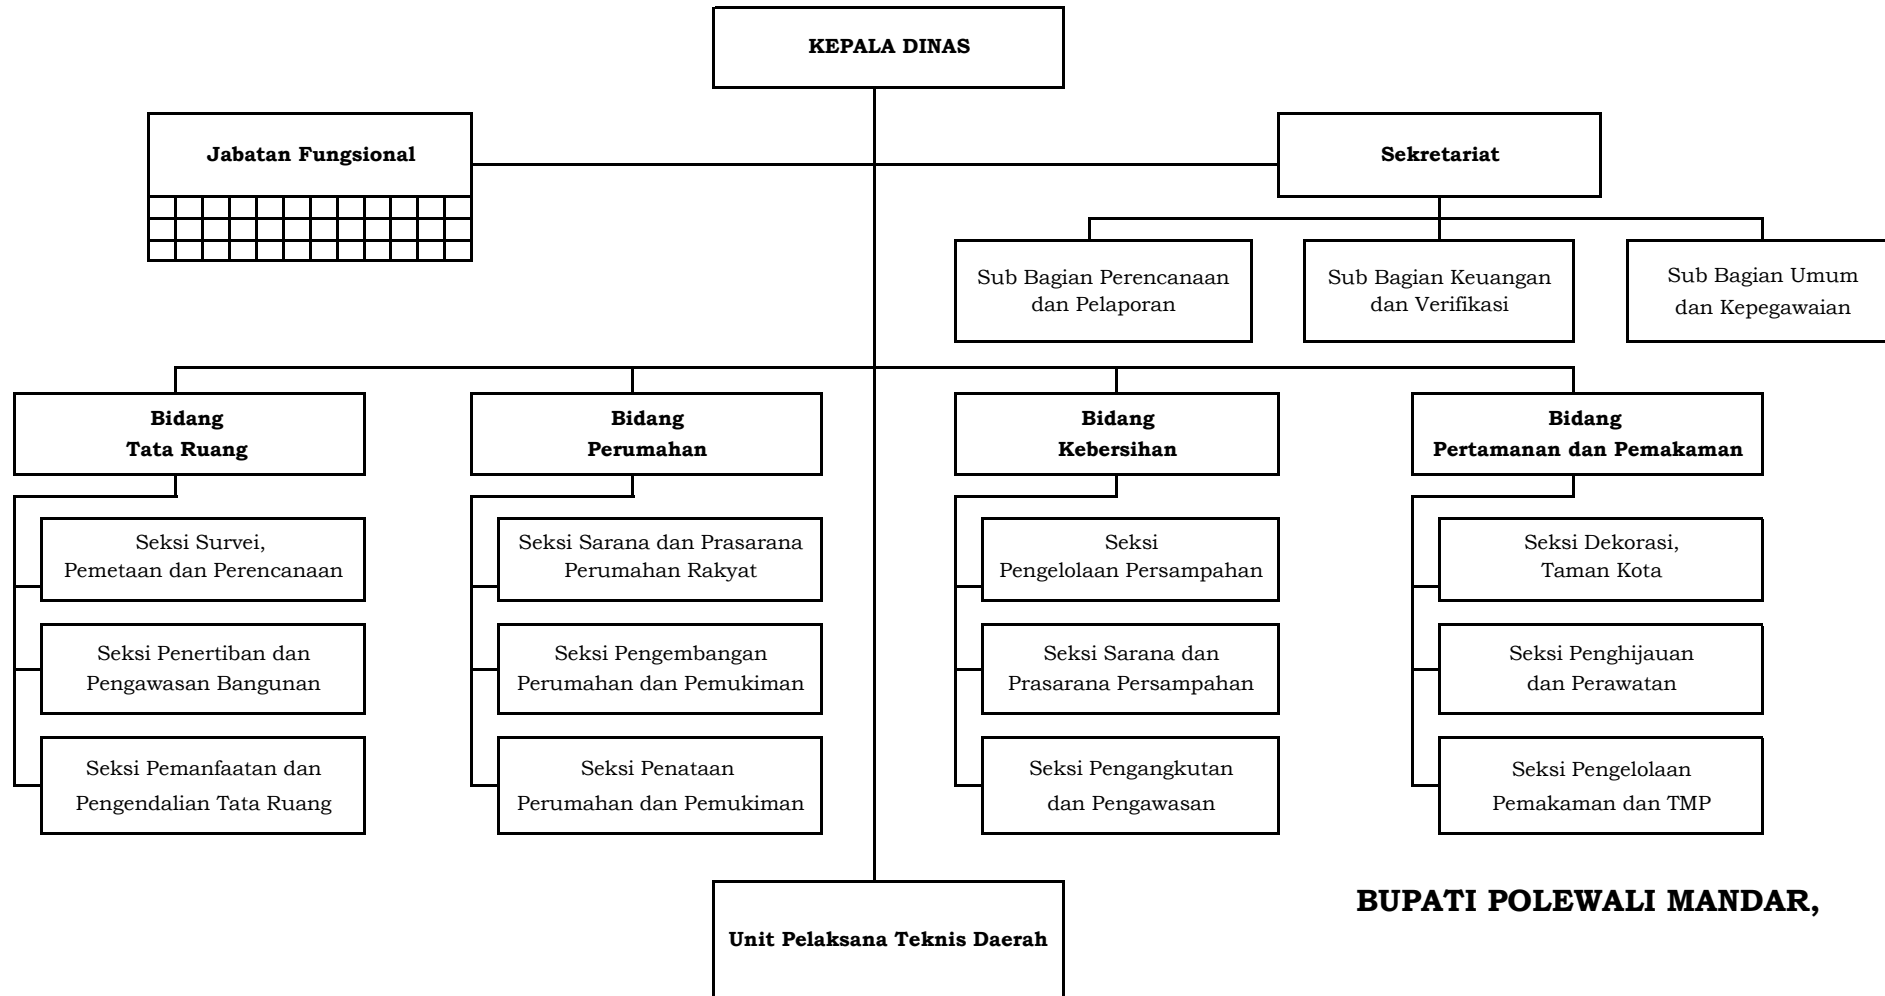 KEPALA DINAS
Jabatan Fungsional
Sekretariat
Sub Bagian Perencanaan
dan Pelaporan
Sub Bagian Keuangan
dan Verifikasi
Sub Bagian Umum
dan Kepegawaian
Bidang
Tata Ruang
Bidang
Perumahan
Bidang
Kebersihan
Bidang
Pertamanan dan Pemakaman
Seksi Survei,
Pemetaan dan Perencanaan
Seksi Sarana dan Prasarana
Perumahan Rakyat
Seksi
Pengelolaan Persampahan
Seksi Dekorasi,
Taman Kota
Seksi Penertiban dan
Pengawasan Bangunan
Seksi Pengembangan
Perumahan dan Pemukiman
Seksi Sarana dan
Prasarana Persampahan
Seksi Penghijauan
dan Perawatan
Seksi Pemanfaatan dan
Pengendalian Tata Ruang
Seksi Penataan
Perumahan dan Pemukiman
Seksi Pengangkutan
dan Pengawasan
Seksi Pengelolaan
Pemakaman dan TMP
BUPATI POLEWALI MANDAR,
Unit Pelaksana Teknis Daerah